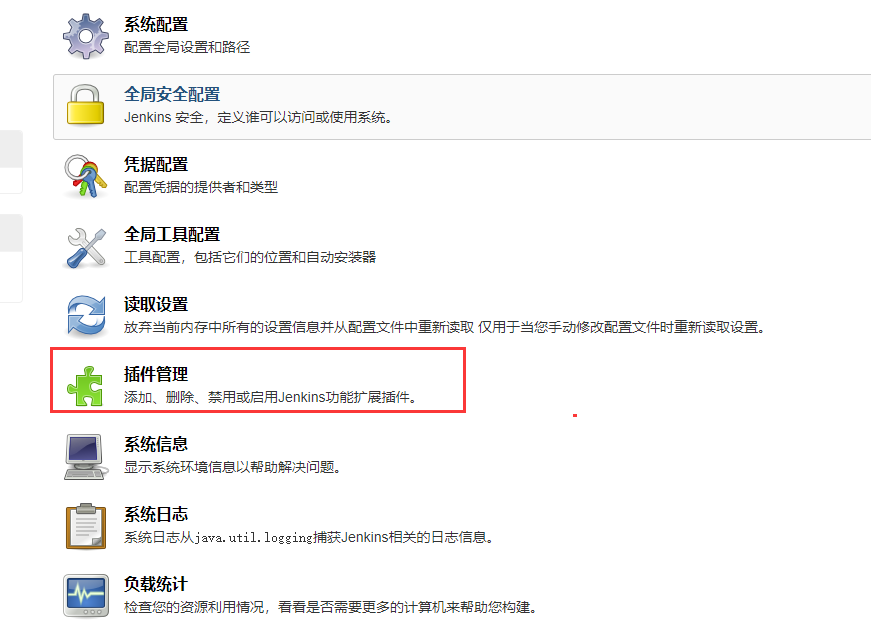 系统配置
配置全局设置和路径
全局安全配置
Jenkins 安全，定义谁可以访问或使用系统。
凭据配置
配置凭据的提供者和类型
全局工具配置
工具配置，包括它们的位置和自动安装器
读取设置
放弃当前内存中所有的设置信息并从配置文件中重新读取 仅用于当您手动修改配置文件时重新读取设置。
插件管理
添加、删除、禁用或启用Jenkins功能扩展插件。
系统信息
显示系统环境信息以帮助解决问题。
系统日志
系统日志从java.util.logging捕获Jenkins相关的日志信息。
负载统计
检查您的资源利用情况，看看是否需要更多的计算机来帮助您构建。